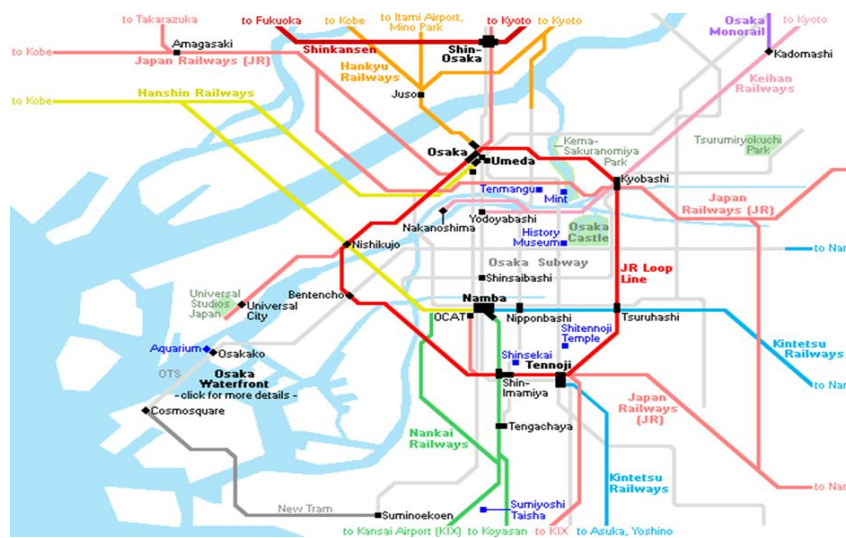 to Takarazuka
to Fukuoka
to Kobe
to Itami Airport,
Mino Park
to Kyoto
to Kyoto
Osaka
Monorail
to Kyoto
to Kobe
Amagasaki
Japan Railways (JR)
Shinkansen
Shin-
Osaka
Hankyu
Railways
Kadomashi
Keihan
Railways
to Kobe
Hanshin Railways
Juso
Osaka
Umeda
Kema-
Sakuranomiya
Park
Tsurumiryokuchi
Park
Kyobashi
Tenmangu
Mint
Japan
Railways (JR)
Nakanoshima
Yodoyabashi
History
Museum
Osaka
Castle
Nishikujo
to Nar
Osaka Subway
JR Loop
Line
Shinsaibashi
Universal
Studios
Japan
Universal
City
Bentencho
Namba
OCAT
Nipponbashi
Tsuruhashi
Shitennoji
Temple
Kintetsu
Railways
Aquarium
Osakako
Shinsekai
Tennoji
OTS
Osaka
Waterfront
- click for more details -
Shin-
Imamiya
to Nar
Cosmosquare
Japan
Railways
(JR)
Nankai
Railways
Tengachaya
Kintetsu
Railways
to Nar
New Tram
Suminoekoen
Sumiyoshi
Taisha
to Kansai Airport (KIX)
to Koyasan
to KIX
to Asuka, Yoshino